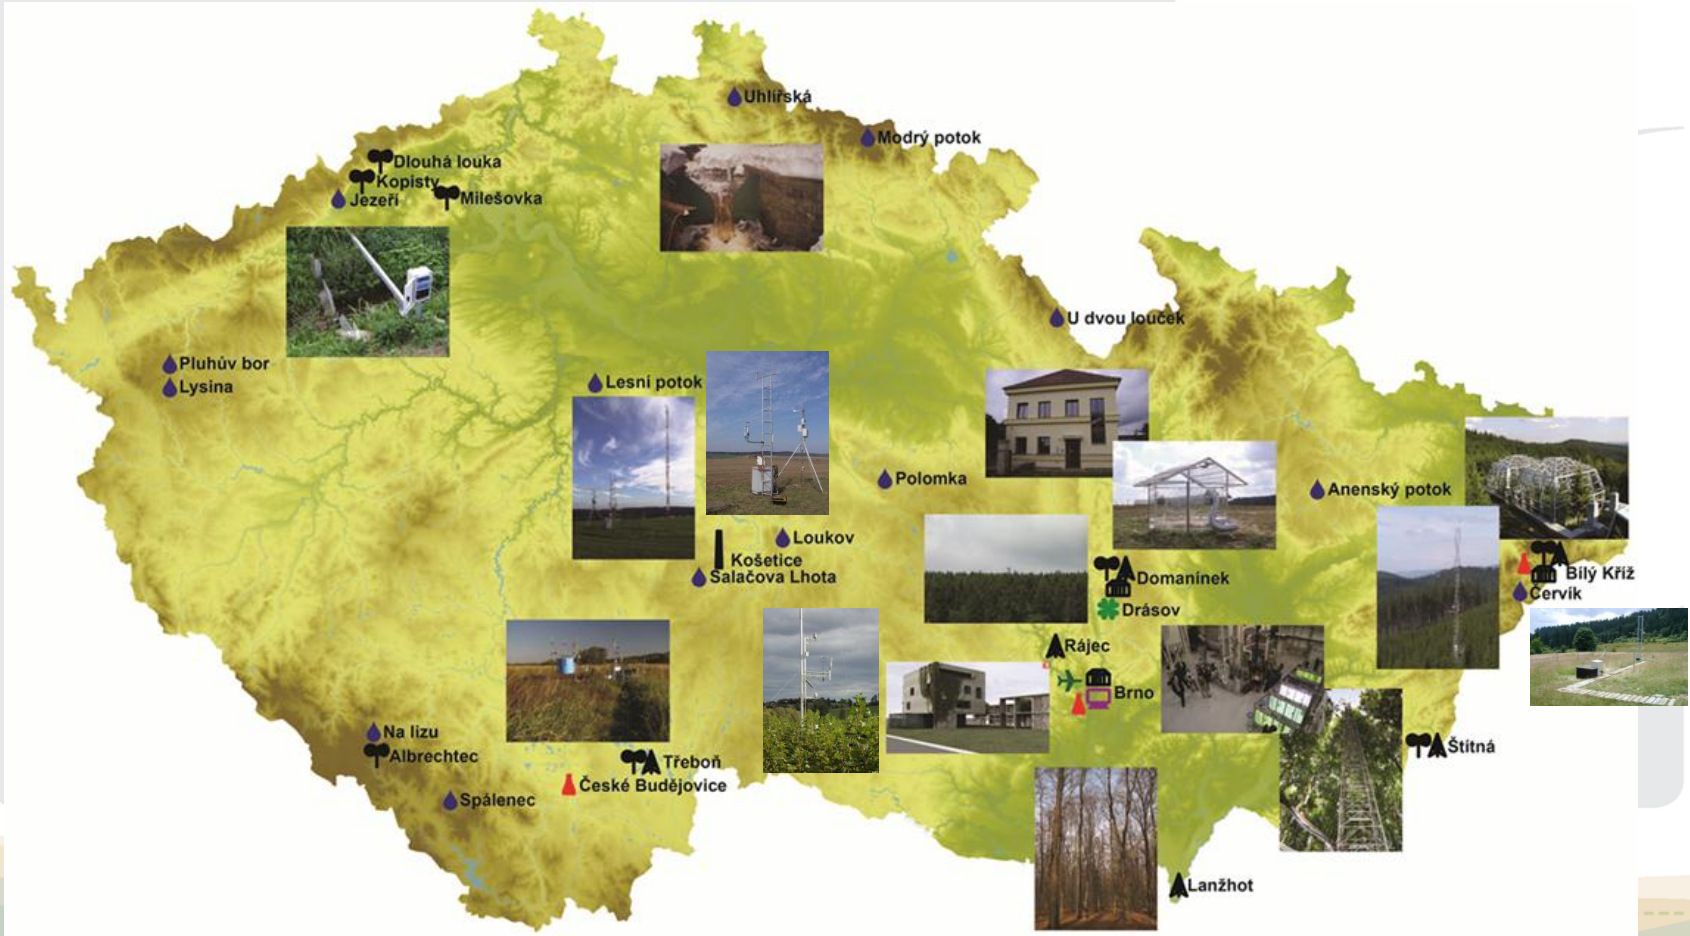 Uhlířská
Modrý potok
Dlouhá louka
Kopisty
Jezeří
Milešovka
U dvou louček
Pluhův bor
Lysina
Lesní potok
Polomka
Anenský potok
Loukov
Košetice
Salačova Lhota
Domanínek
Bílý Kříž
Červík
Drásov
Rájec
Brno
Na lizu
Albrechtec
Štítná
Třeboň
České Budějovice
Spálenec
Lanžhot